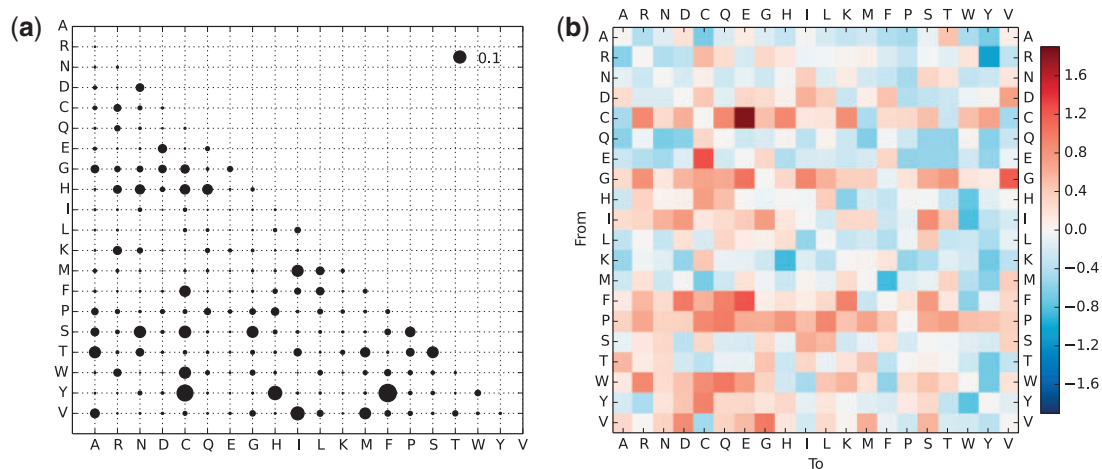 (a)
A
R
N
D
C
Q
E
G
H
I
L
K
M
F
P
S
T
W
Y
V
0.1
A R N D C Q E G H I L K M F P S T W Y V
(b)
A R N D C Q E G H I L K M F P S T W Y V
A A
R R
N N
D D
C C
Q Q
E E
G G
H H
I I
L L
K K
M M
F F
P P
S S
T T
W W
Y Y
V V
From
A R N D C Q E G H I L K M F P S T W Y V
To
1.6
1.2
0.8
0.4
0.0
−0.4
−0.8
−1.2
−1.6